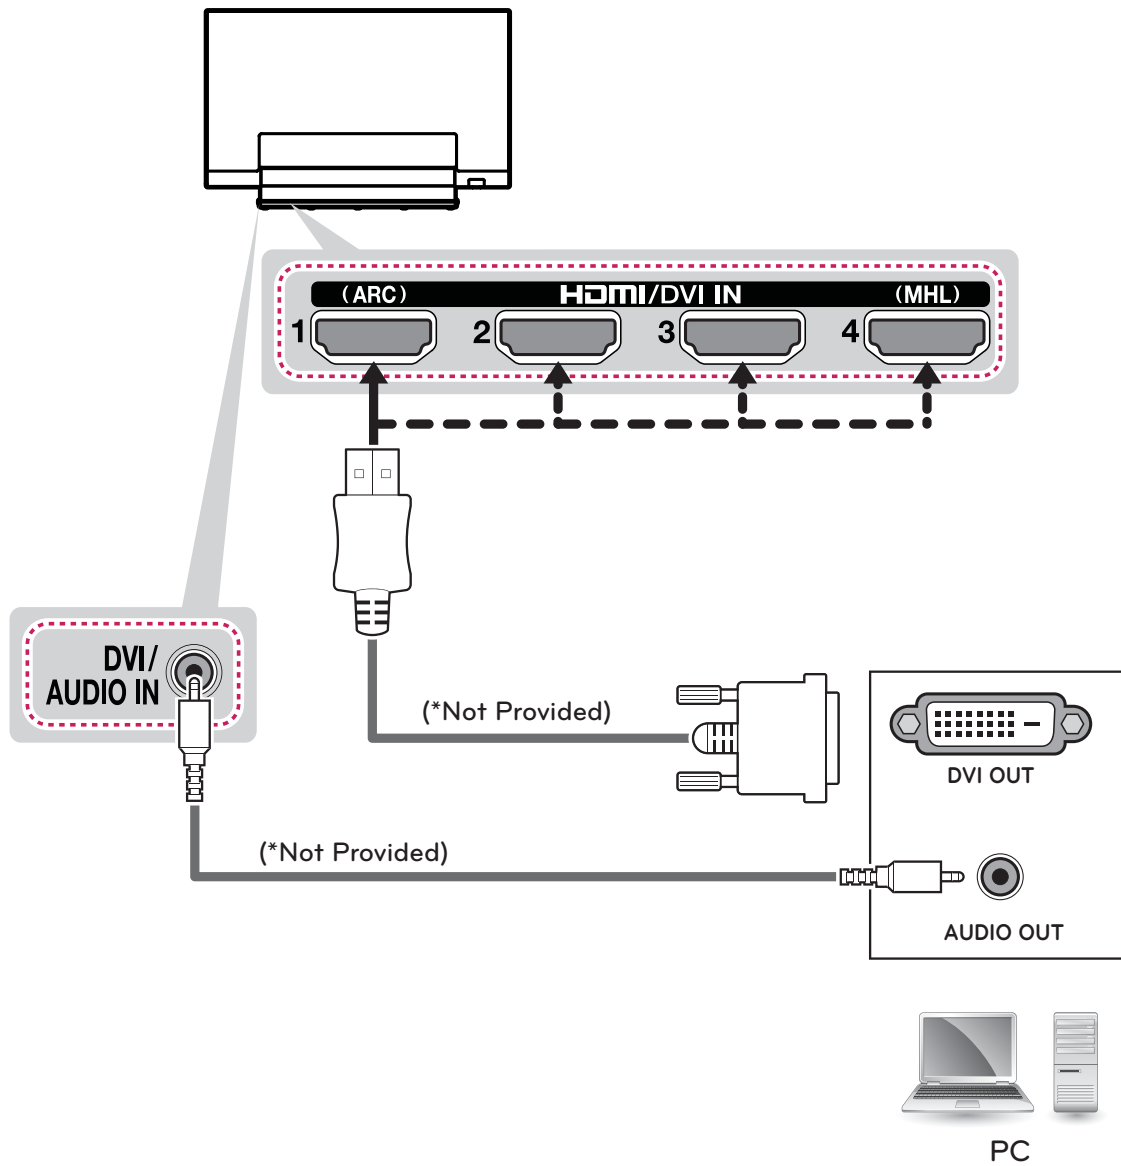 (ARC) HDMI/DVI IN (MHL)
1 2 3 4
DVI/
AUDIO IN
(*Not Provided)
DVI OUT
(*Not Provided)
AUDIO OUT
PC